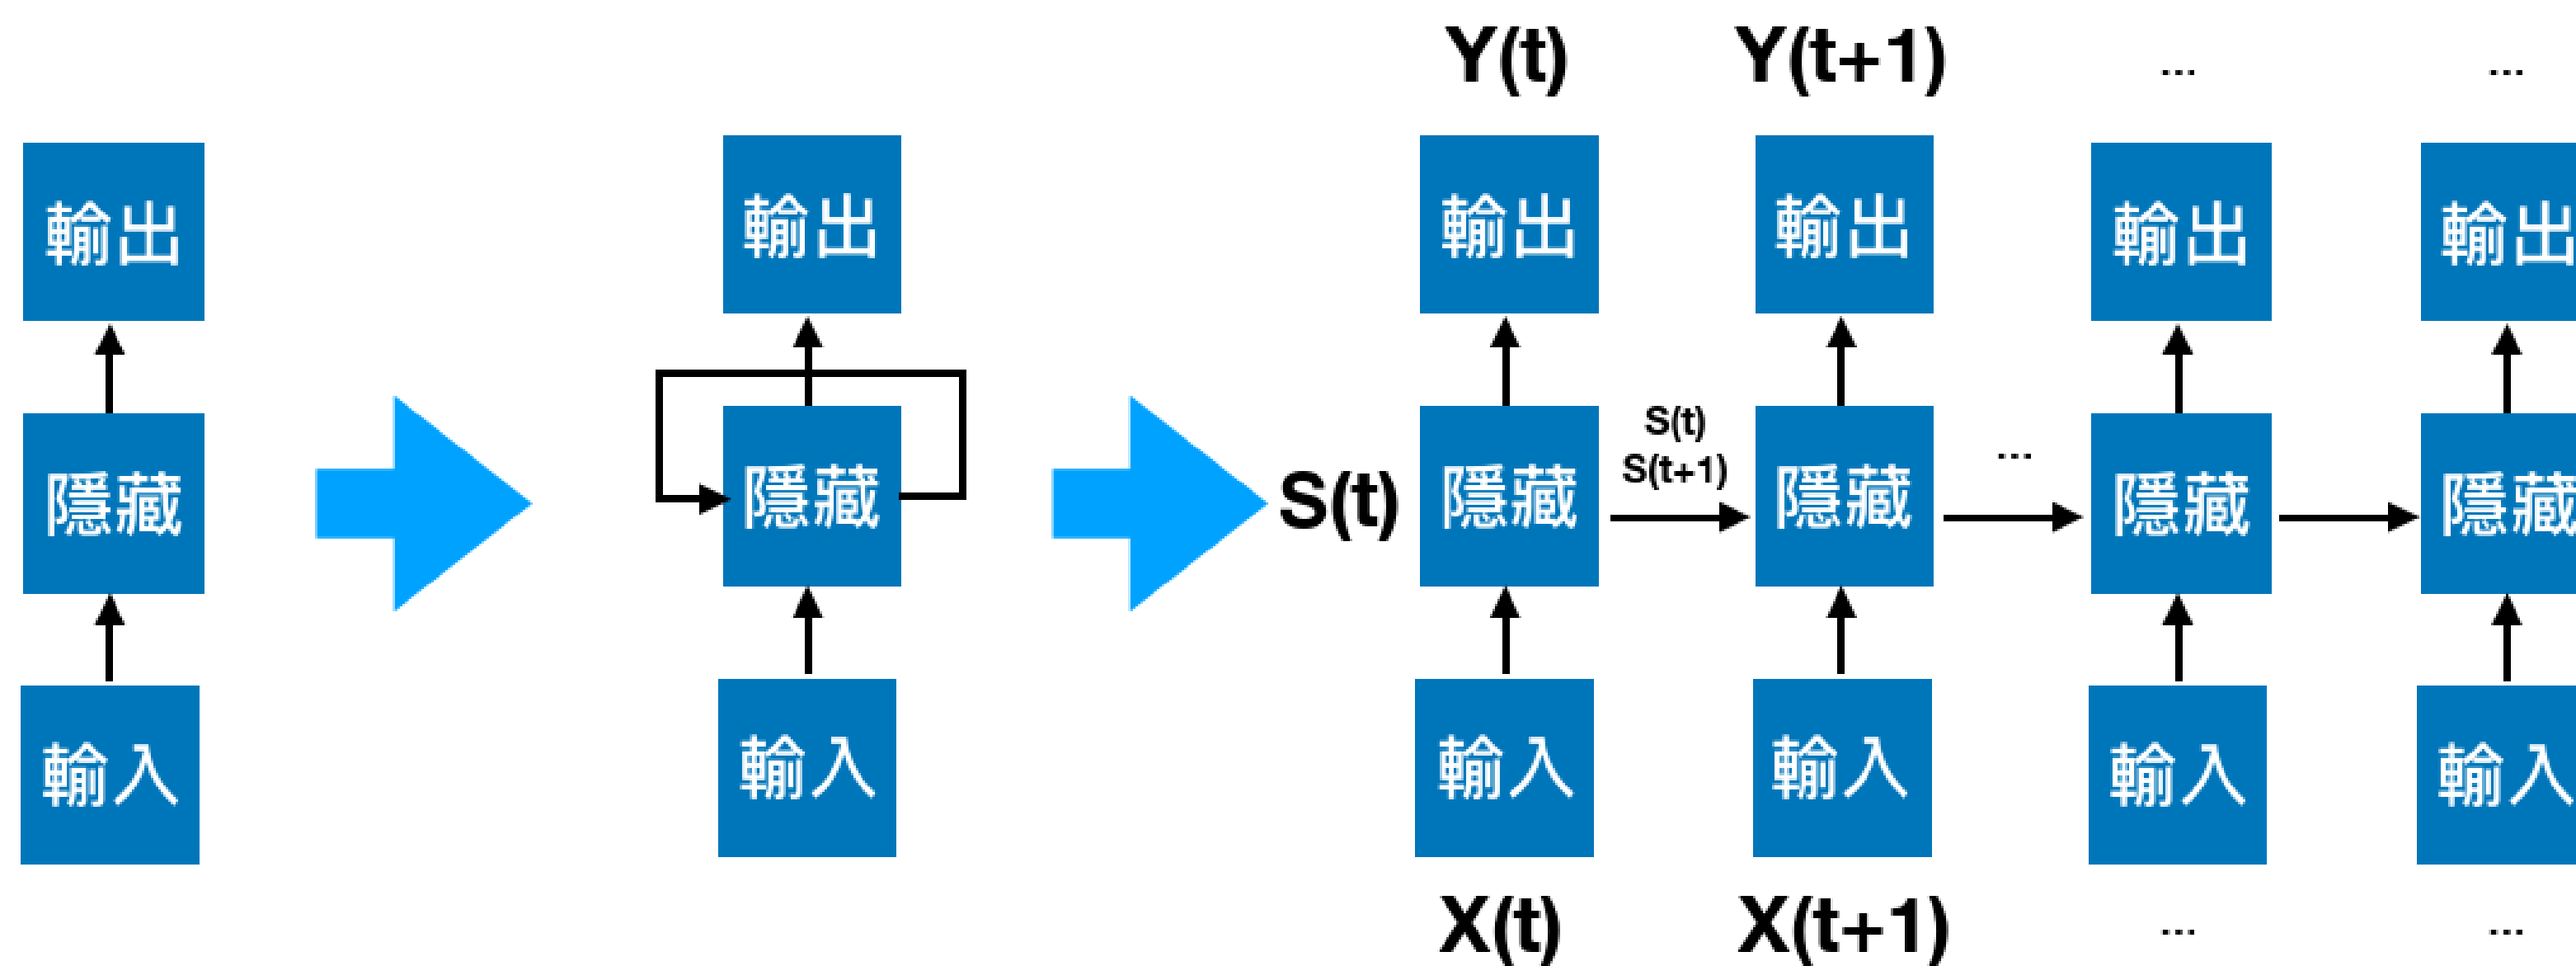 Y(t) Y(t+1) ... ...
輸出 輸出 輸出 輸出 輸出 輸出
S(t)
S(t+1)
...
隱藏 隱藏 S(t) 隱藏 隱藏 隱藏 隱藏
輸入 輸入 輸入 輸入 輸入 輸入
X(t) X(t+1) ... ...